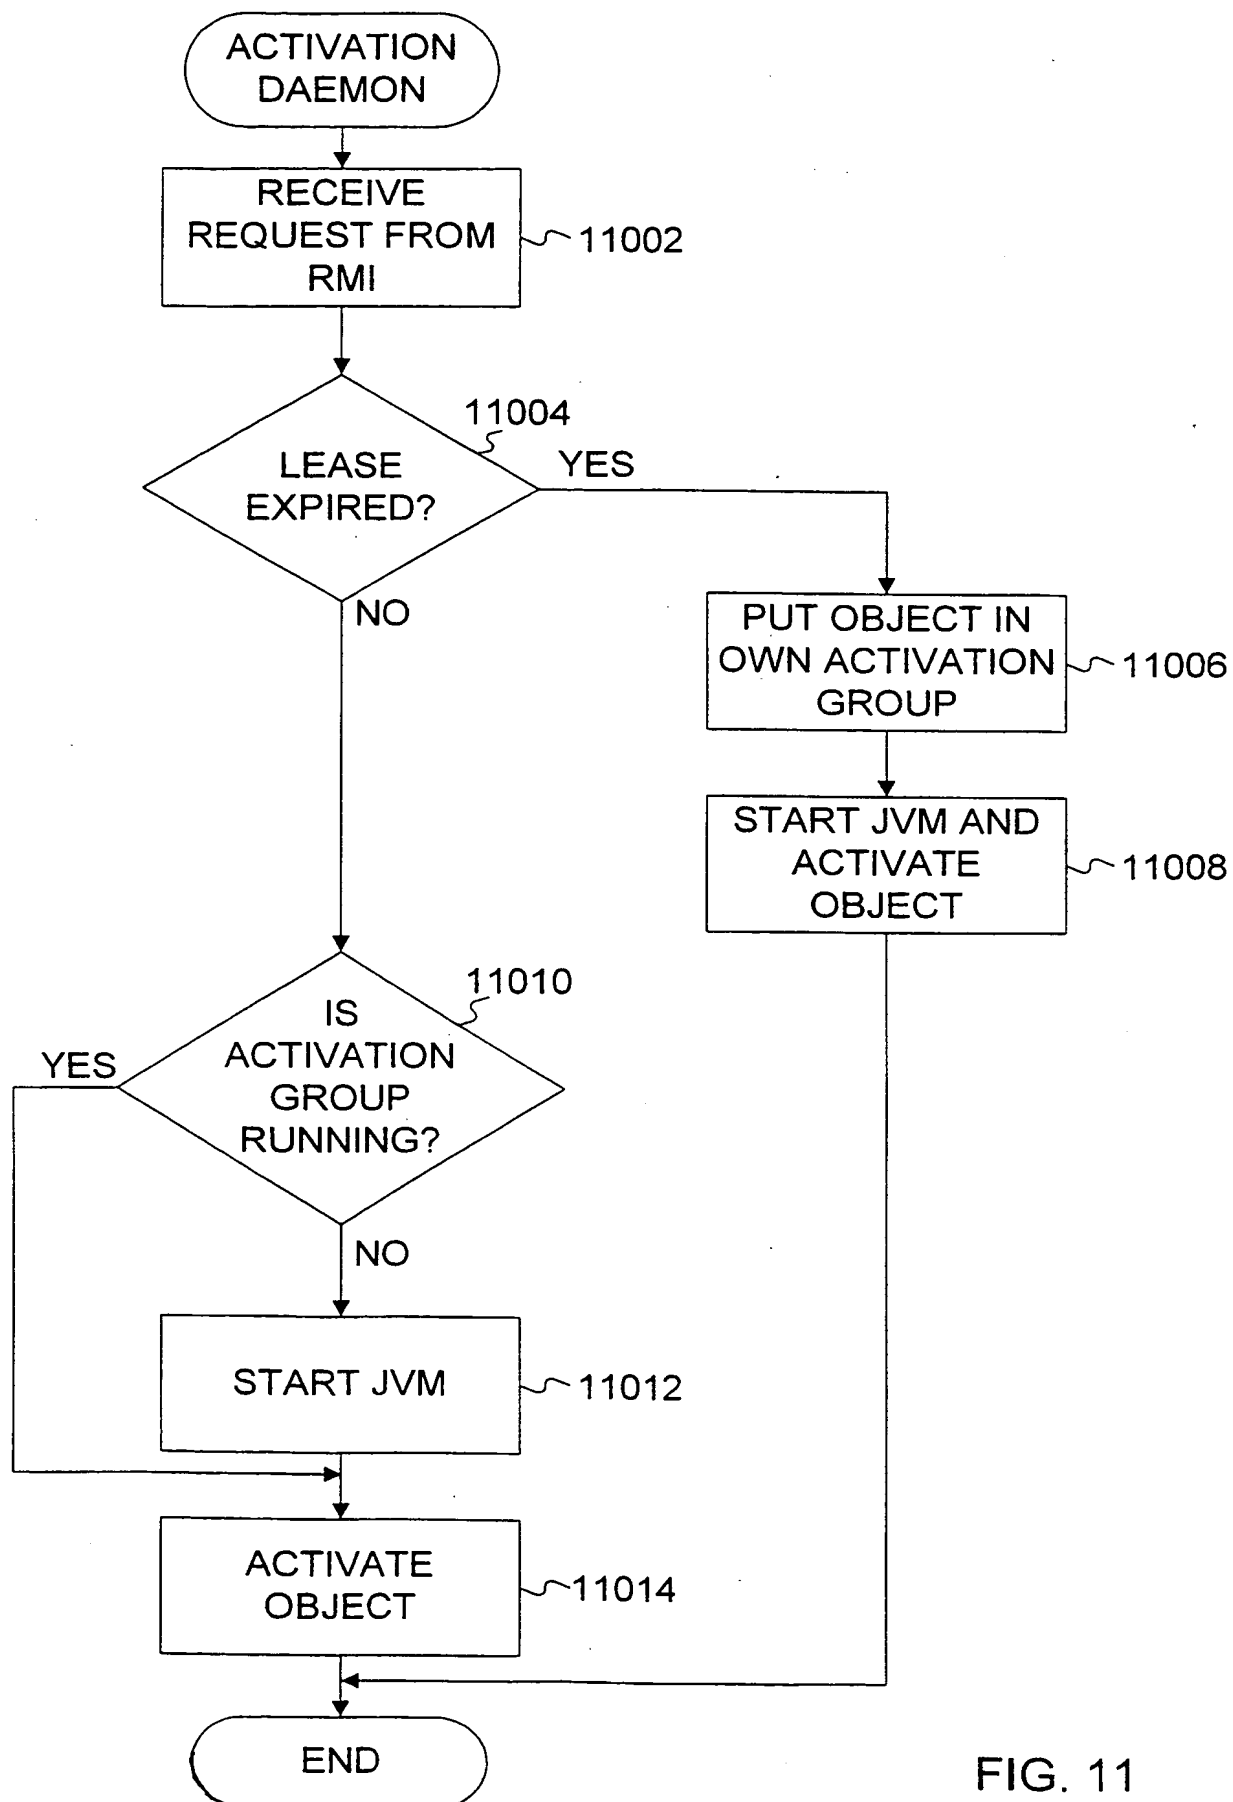 ACTIVATION
DAEMON
RECEIVE
REQUEST FROM
RMI
11002
11004
LEASE
EXPIRED?
YES
NO
PUT OBJECT IN
OWN ACTIVATION
GROUP
11006
START JVM AND
ACTIVATE
OBJECT
11008
11010
IS
ACTIVATION
GROUP
RUNNING?
YES
NO
START JVM
11012
ACTIVATE
OBJECT
11014
END
FIG. 11